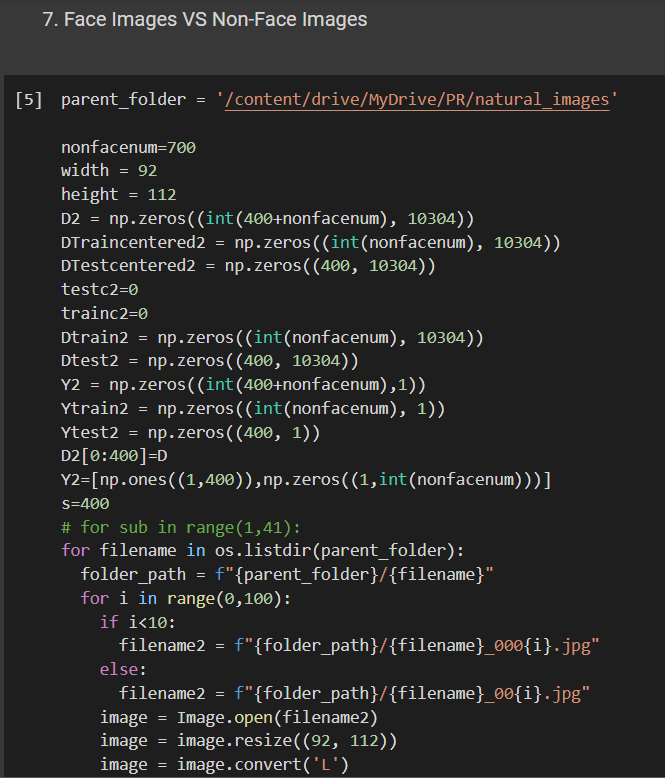 7. Face Images VS Non-Face Images
[5] parent_folder = '/content/drive/MyDrive/PR/natural_images'
nonfacenum=700
width = 92
height = 112
D2 = np.zeros((int(400+nonfacenum), 10304))
DTraincentered2 = np.zeros((int(nonfacenum), 10304))
DTestcentered2 = np.zeros((400, 10304))
testc2=0
trainc2=0
Dtrain2 = np.zeros((int(nonfacenum), 10304))
Dtest2 = np.zeros((400, 10304))
Y2 = np.zeros((int(400+nonfacenum),1))
Ytrain2 = np.zeros((int(nonfacenum), 1))
Ytest2 = np.zeros((400, 1))
D2[0:400]=D
Y2=[np.ones((1,400)),np.zeros((1,int(nonfacenum)))]
s=400
# for sub in range(1,41):
for filename in os.listdir(parent_folder):
  folder_path = f"{parent_folder}/{filename}"
  for i in range(0,100):
    if i<10:
      filename2 = f"{folder_path}/{filename}_000{i}.jpg"
    else:
      filename2 = f"{folder_path}/{filename}_00{i}.jpg"
    image = Image.open(filename2)
    image = image.resize((92, 112))
    image = image.convert('L')